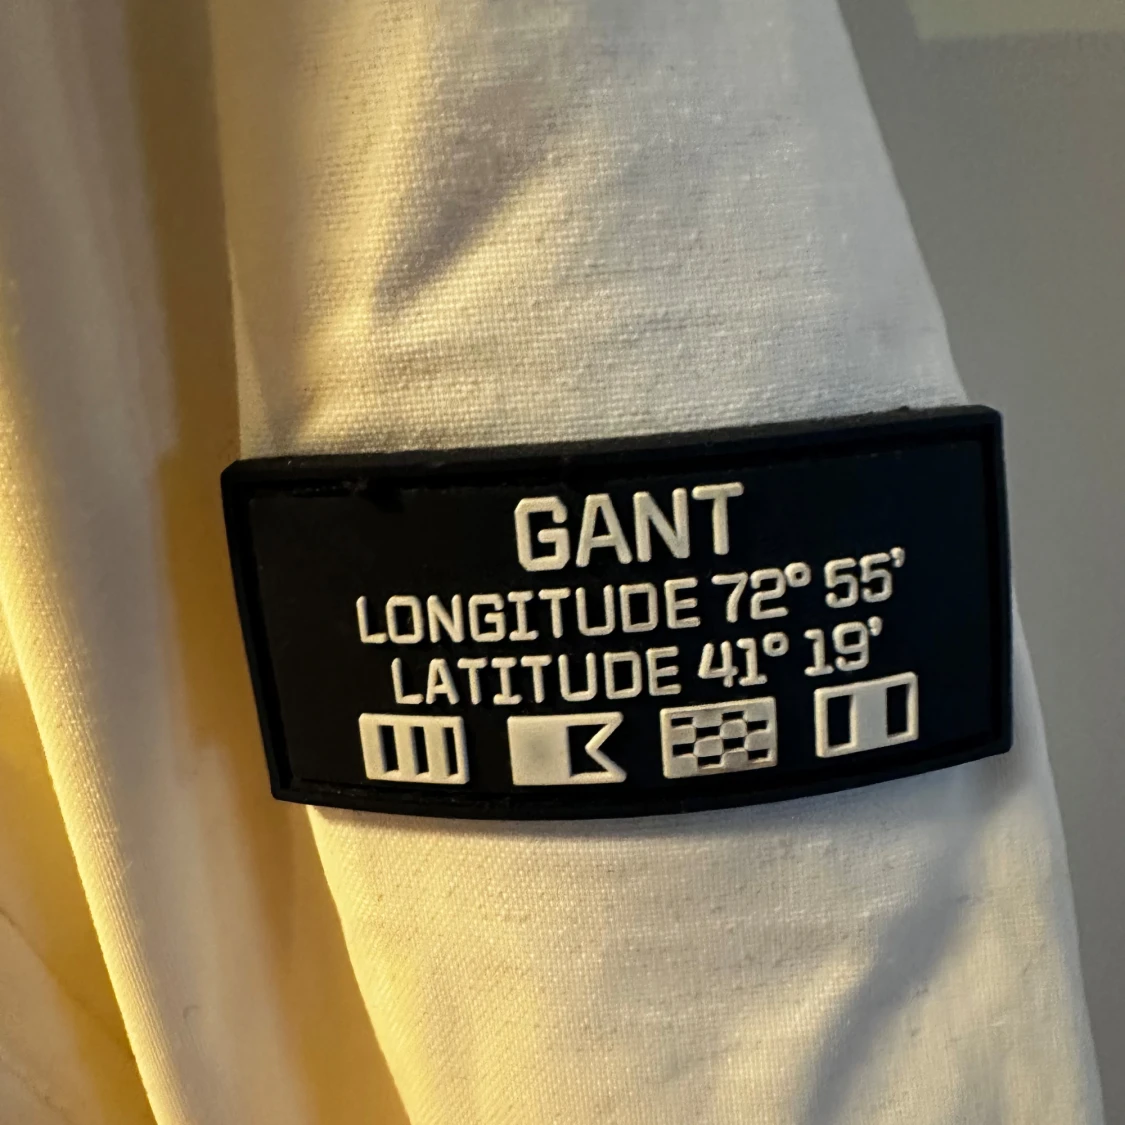 GANT
LONGITUDE 72° 55’
LATITUDE 41° 19’